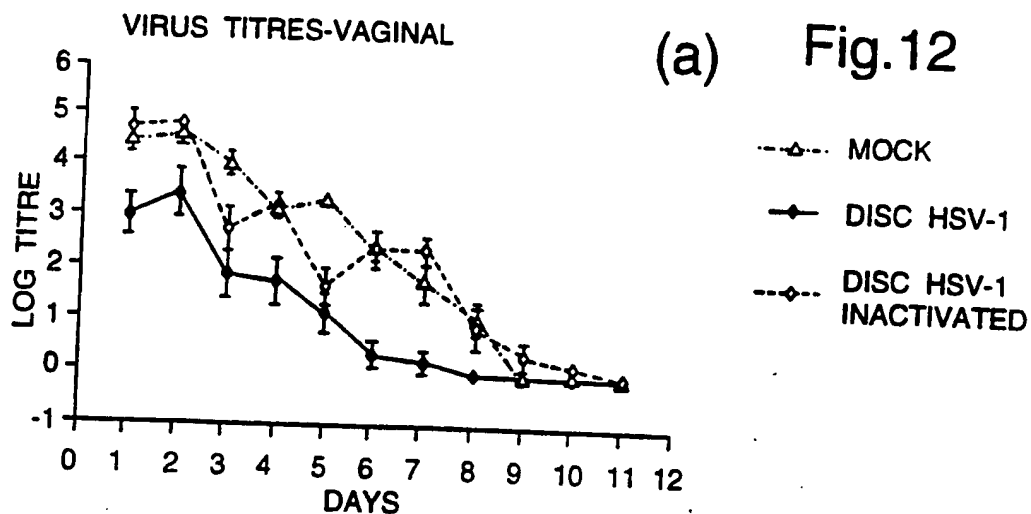 VIRUS TITRES-VAGINAL
(a)
Fig.12
6
5
4
3
2
1
0
-1
LOG TITRE
0 1 2 3 4 5 6 7 8 9 10 11 12
DAYS
MOCK
DISC HSV-1
DISC HSV-1
INACTIVATED